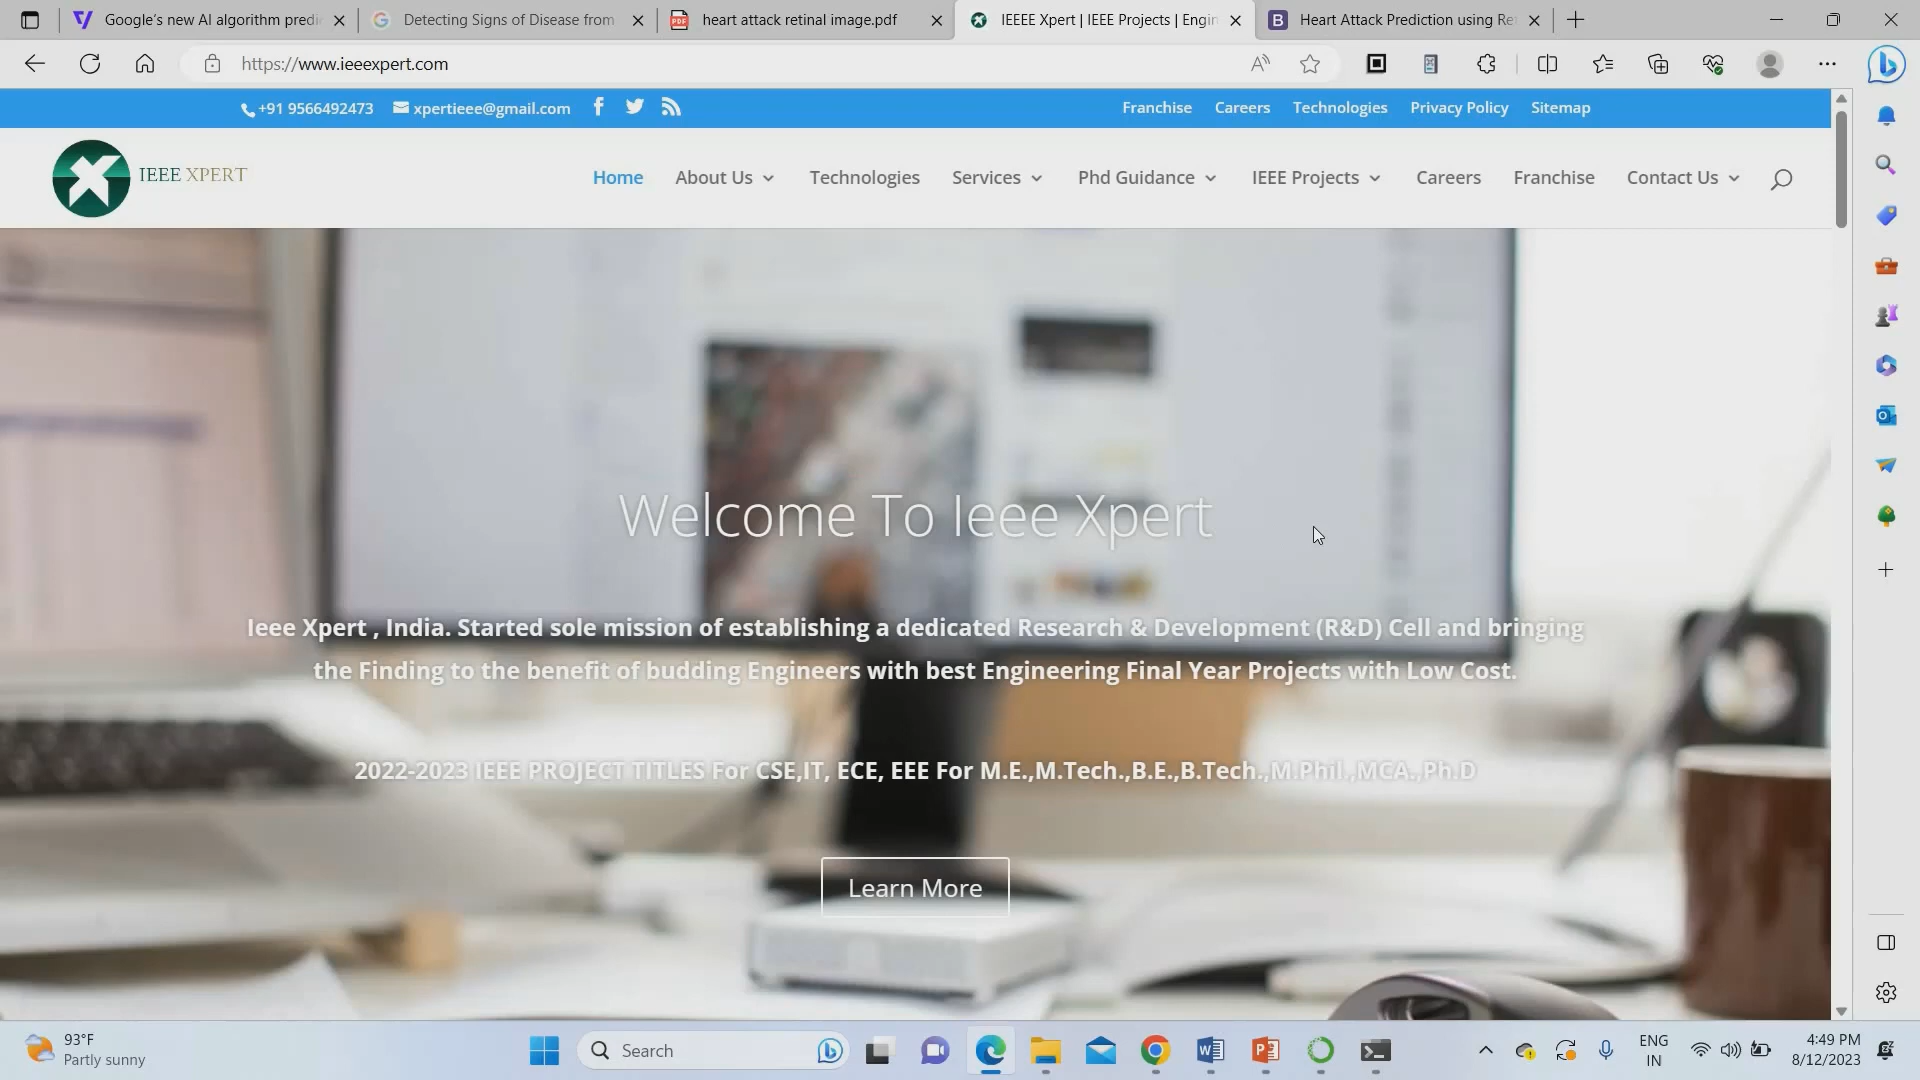 Google's new AI algorithm predi
Detecting Signs of Disease from
heart attack retinal image.pdf
IEEEE Xpert | IEEE Projects | Engin
Heart Attack Prediction using Re
https://www.ieeexpert.com
+91 9566492473
xpertieee@gmail.com
Franchise
Careers
Technologies
Privacy Policy
Sitemap
IEEE XPERT
Home
About Us
Technologies
Services
Phd Guidance
IEEE Projects
Careers
Franchise
Contact Us
Welcome To Ieee Xpert
Ieee Xpert , India. Started sole mission of establishing a dedicated Research & Development (R&D) Cell and bringing
the Finding to the benefit of budding Engineers with best Engineering Final Year Projects with Low Cost.
2022-2023 IEEE PROJECT TITLES For CSE,IT, ECE, EEE For M.E.,M.Tech.,B.E.,B.Tech.,M.Phil.,MCA.,Ph.D
Learn More
93°F
Partly sunny
Search
ENG
IN
4:49 PM
8/12/2023